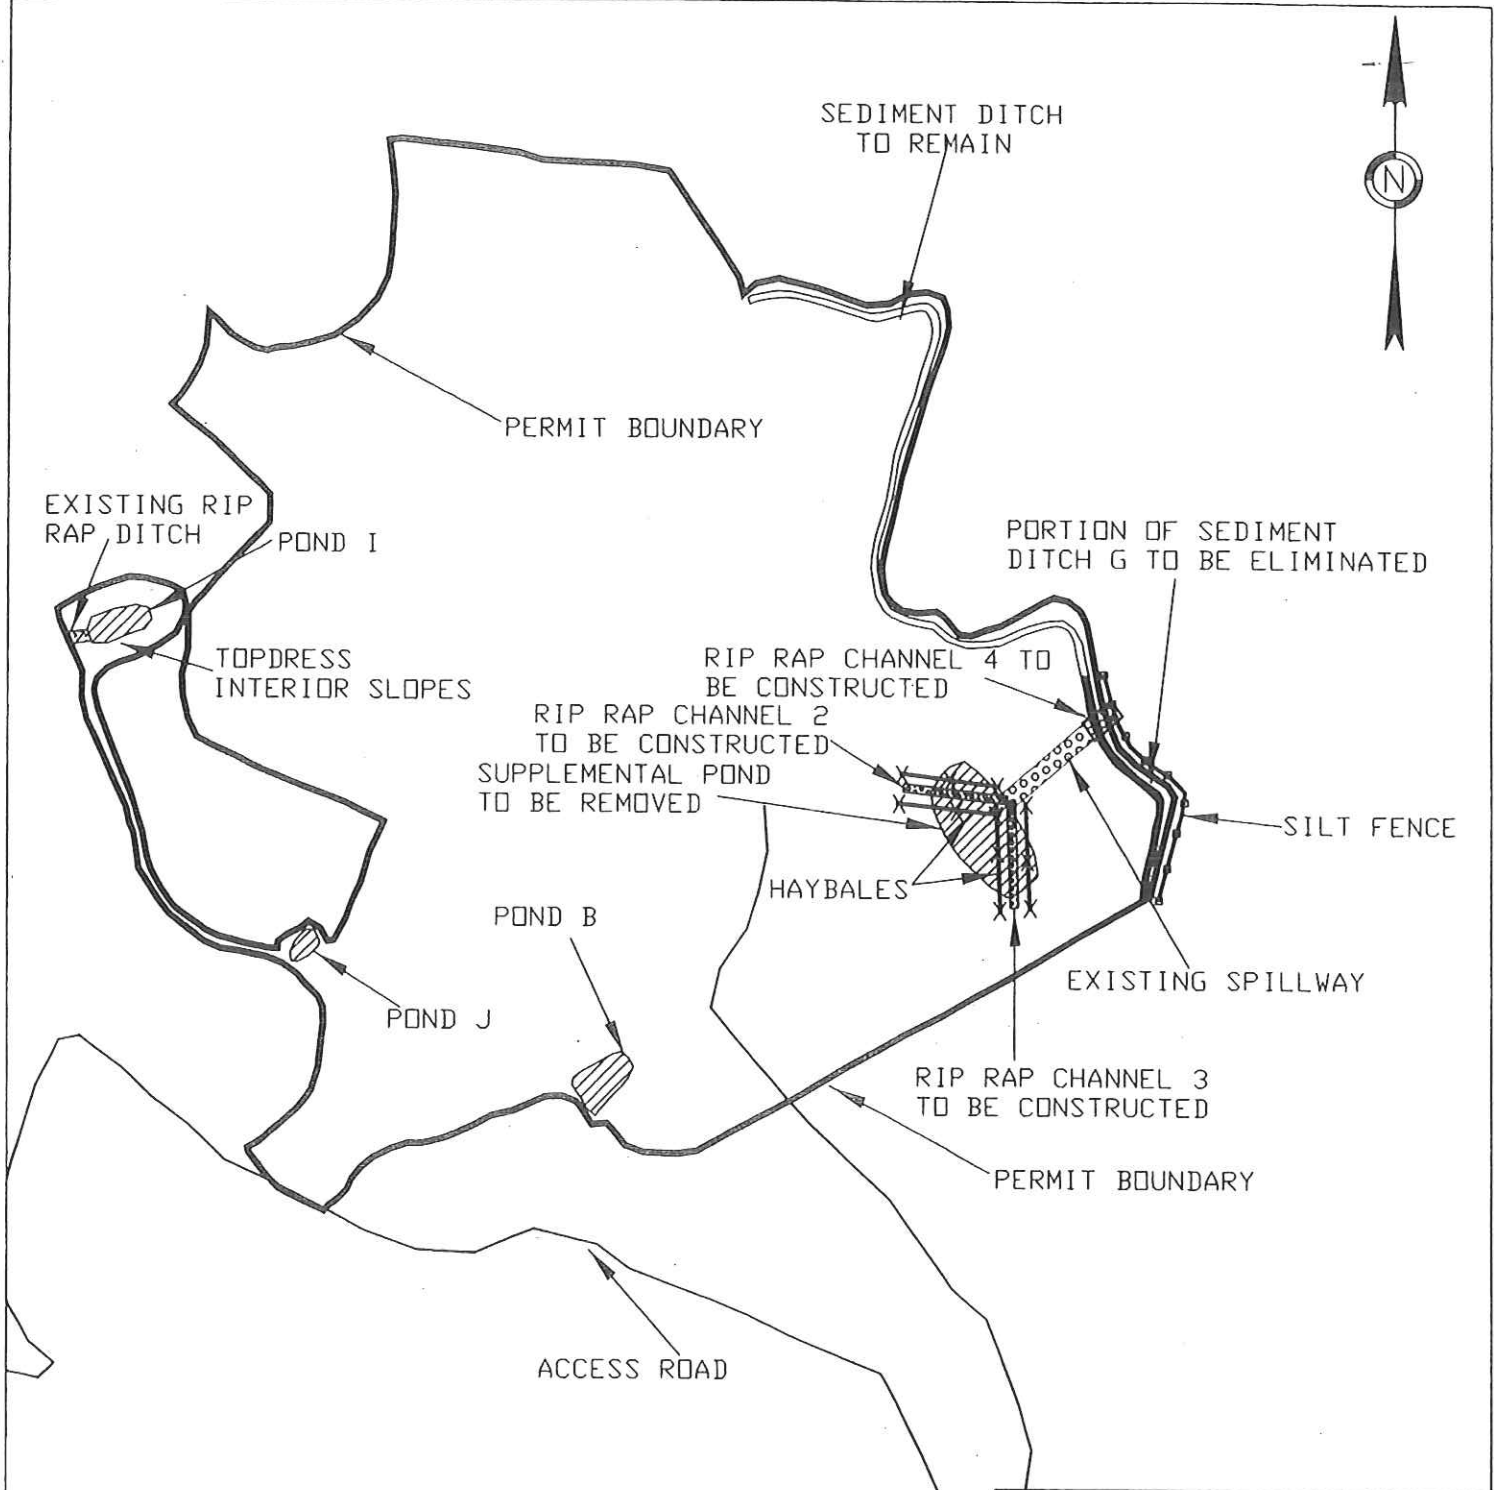 SEDIMENT DITCH
TO REMAIN
N
PERMIT BOUNDARY
EXISTING RIP
RAP DITCH
POND I
PORTION OF SEDIMENT
DITCH G TO BE ELIMINATED
TOPDRESS
INTERIOR SLOPES
RIP RAP CHANNEL 4 TO
BE CONSTRUCTED
RIP RAP CHANNEL 2
TO BE CONSTRUCTED
SUPPLEMENTAL POND
TO BE REMOVED
SILT FENCE
HAYBALES
POND B
EXISTING SPILLWAY
POND J
RIP RAP CHANNEL 3
TO BE CONSTRUCTED
PERMIT BOUNDARY
ACCESS ROAD